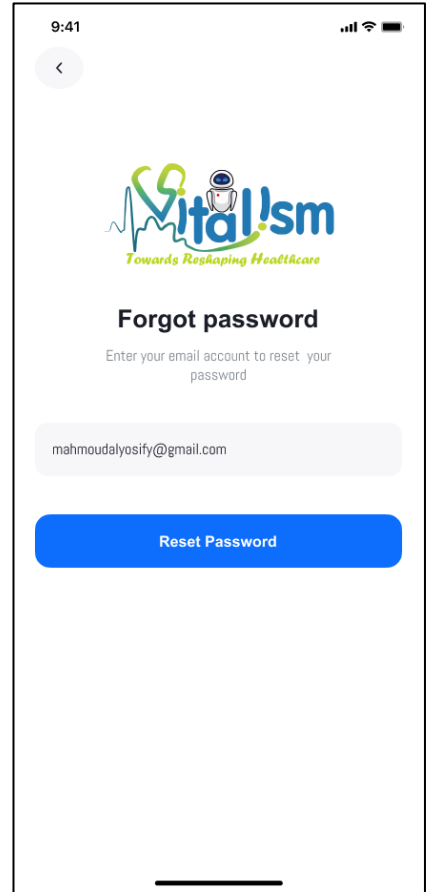 9:41
Vital!sm
Towards Reshaping Healthcare
Forgot password
Enter your email account to reset your
password
mahmoudalyosify@gmail.com
Reset Password